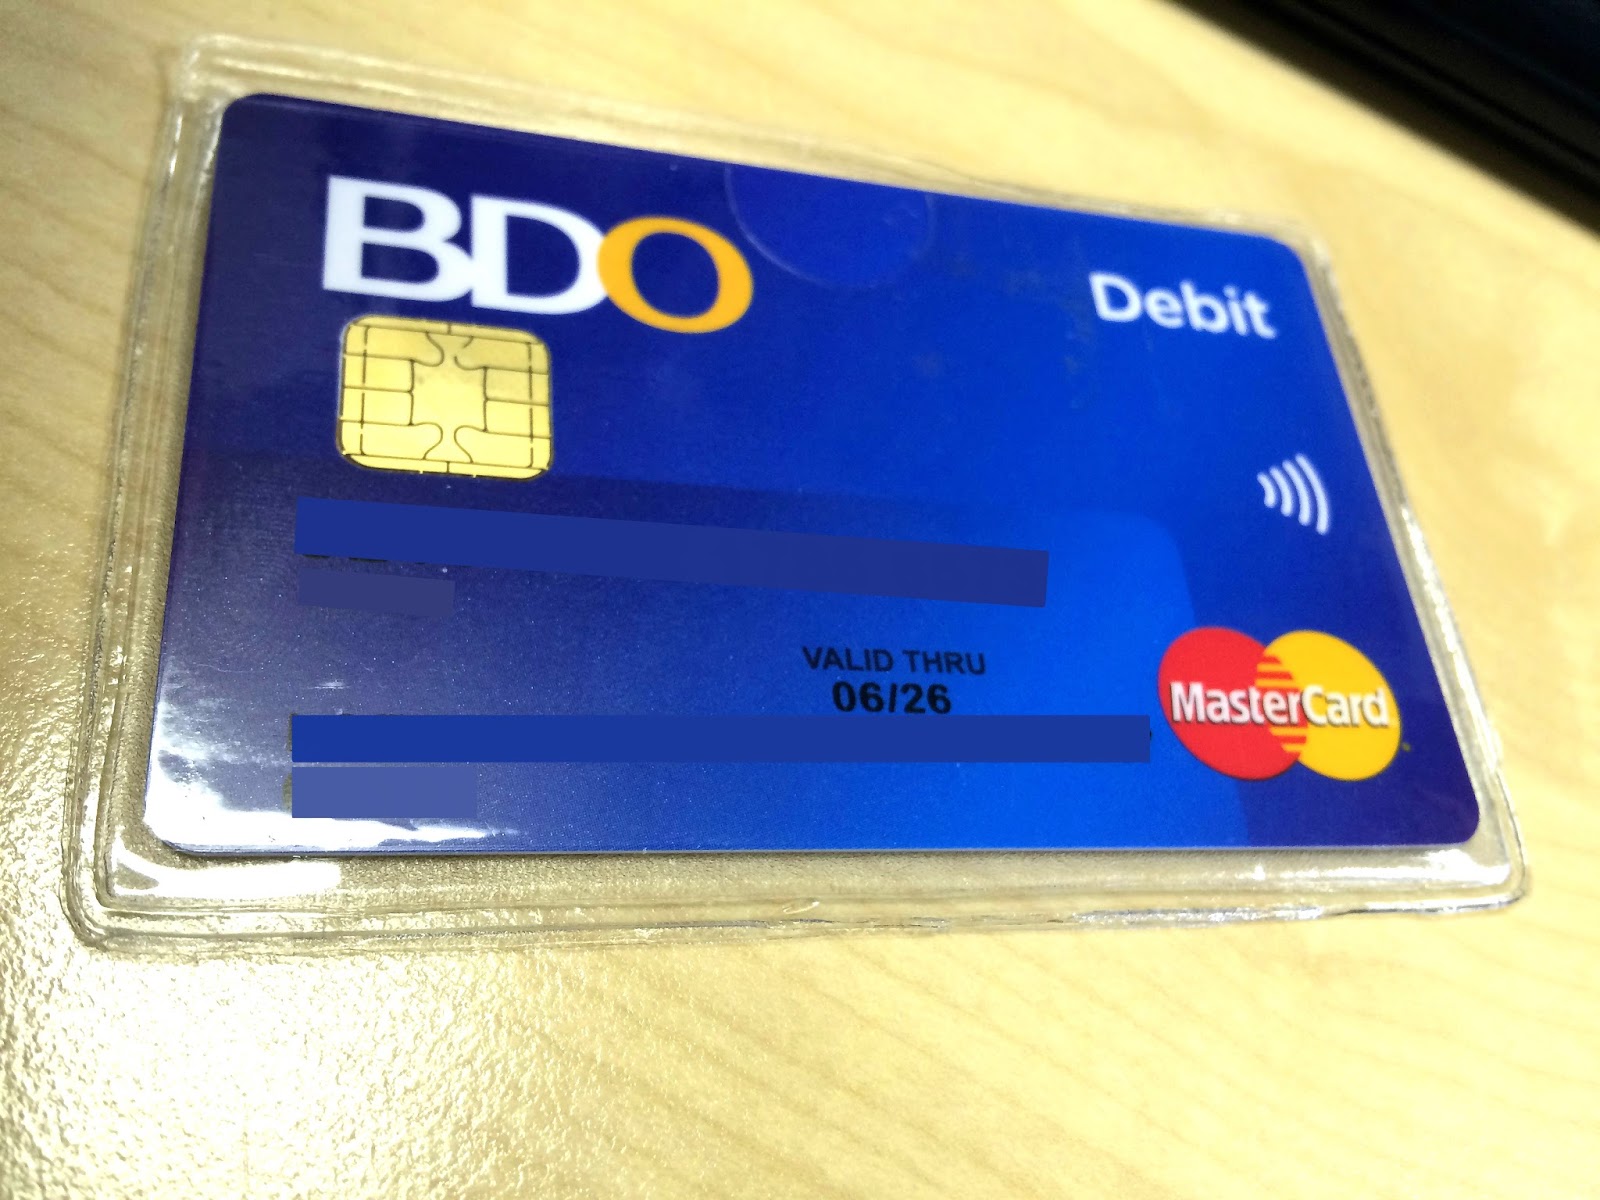 BDO
Debit
VALID THRU
06/26
MasterCard